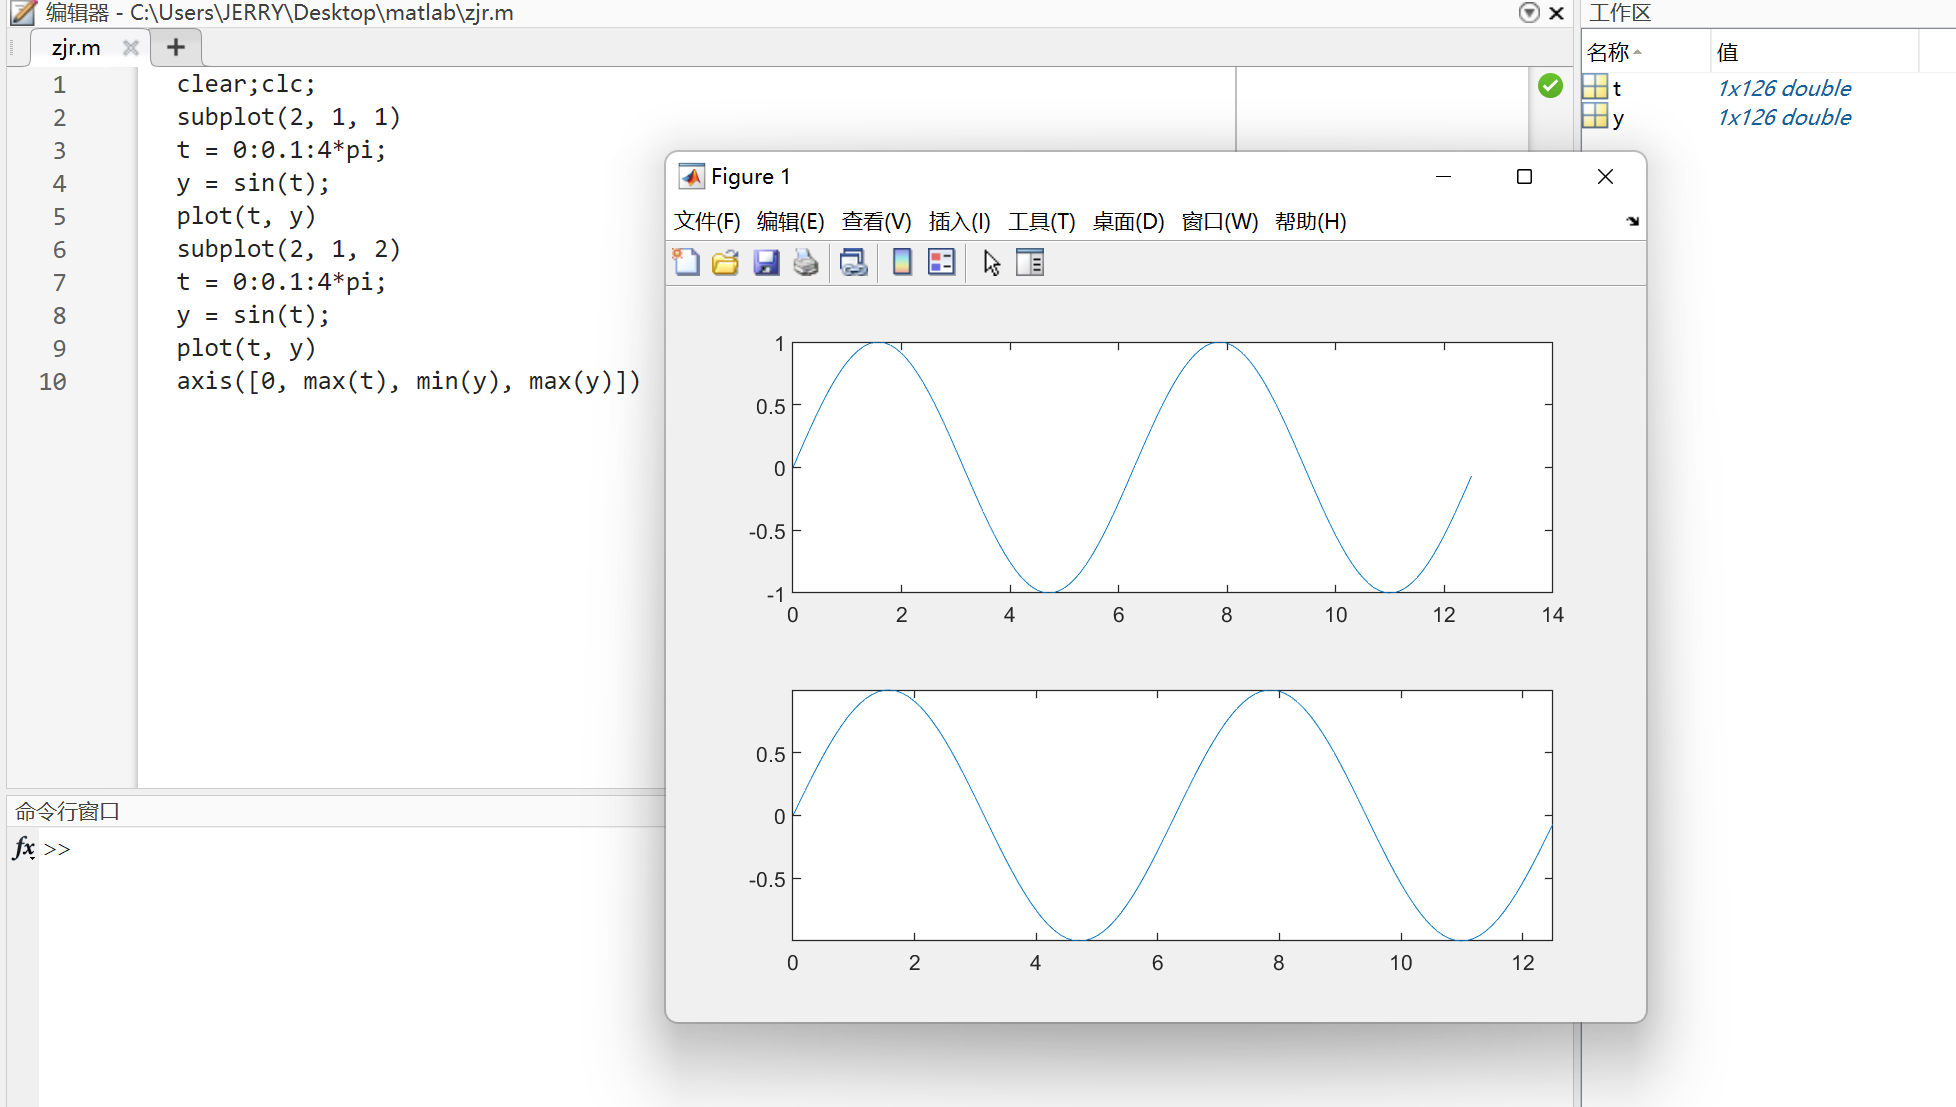 编辑器 - C:\Users\JERRY\Desktop\matlab\zjr.m
zjr.m
1 clear;clc;
2 subplot(2, 1, 1)
3 t = 0:0.1:4*pi;
4 y = sin(t);
5 plot(t, y)
6 subplot(2, 1, 2)
7 t = 0:0.1:4*pi;
8 y = sin(t);
9 plot(t, y)
10 axis([0, max(t), min(y), max(y)])
命令行窗口
fx >>
Figure 1
文件(F) 编辑(E) 查看(V) 插入(I) 工具(T) 桌面(D) 窗口(W) 帮助(H)
1
0.5
0
-0.5
-1
0 2 4 6 8 10 12 14
0.5
0
-0.5
0 2 4 6 8 10 12
工作区
名称 值
t 1x126 double
y 1x126 double